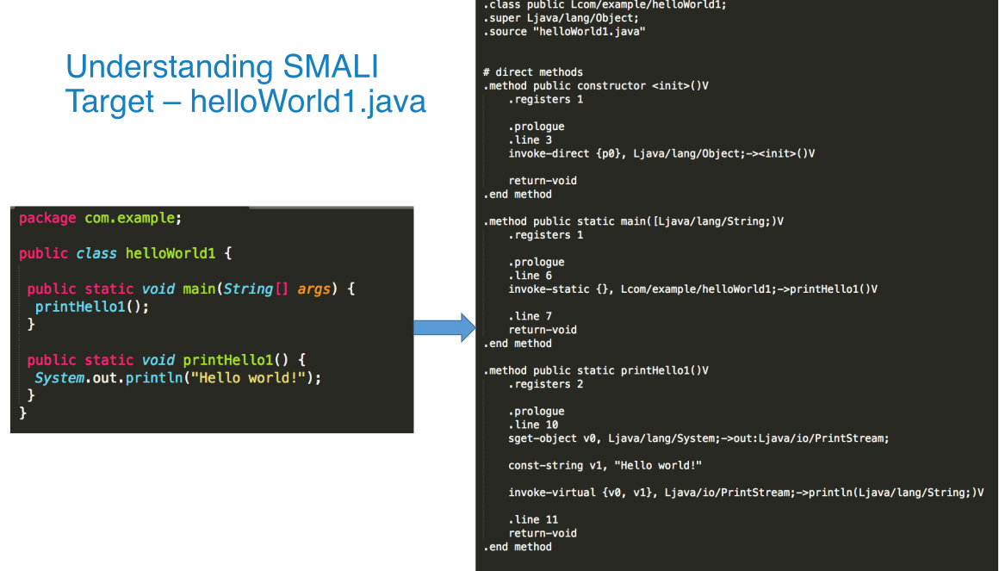 Understanding SMALI
Target – helloWorld1.java
package com.example;
public class helloWorld1 {
public static void main(String[] args) {
printHello1();
}
public static void printHello1() {
System.out.println("Hello world!");
}
}
.class public Lcom/example/helloWorld1;
.super Ljava/lang/Object;
.source "helloWorld1.java"
# direct methods
.method public constructor <init>()V
.registers 1
.prologue
.line 3
invoke-direct {p0}, Ljava/lang/Object;-><init>()V
return-void
.end method
.method public static main([Ljava/lang/String;)V
.registers 1
.prologue
.line 6
invoke-static {}, Lcom/example/helloWorld1;->printHello1()V
.line 7
return-void
.end method
.method public static printHello1()V
.registers 2
.prologue
.line 10
sget-object v0, Ljava/lang/System;->out:Ljava/io/PrintStream;
const-string v1, "Hello world!"
invoke-virtual {v0, v1}, Ljava/io/PrintStream;->println(Ljava/lang/String;)V
.line 11
return-void
.end method